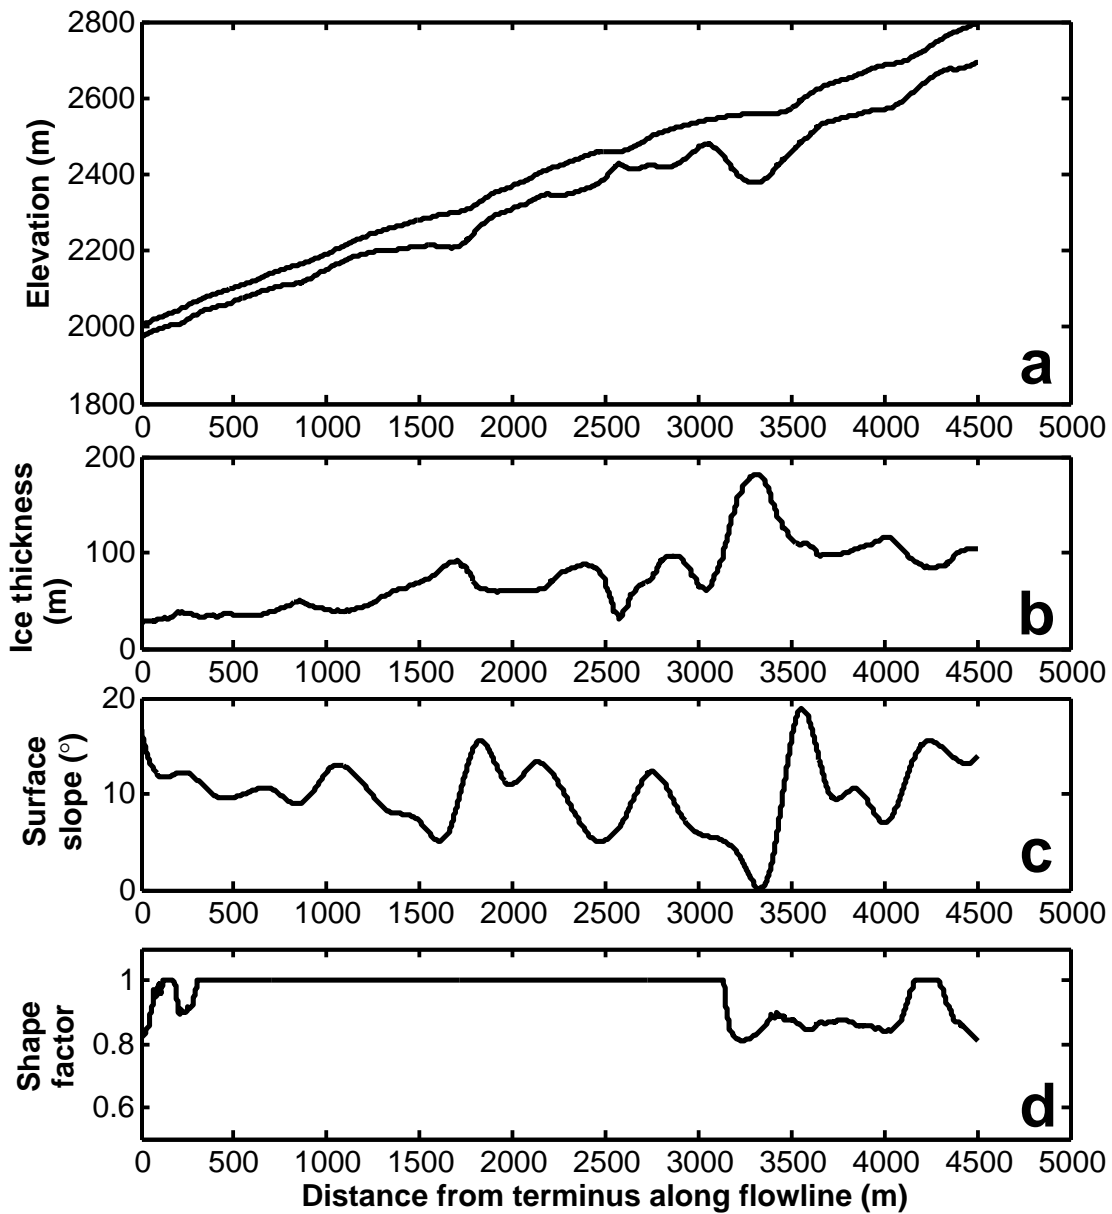 2800
2600
2400
2200
2000
1800
Elevation (m)
a
0 500 1000 1500 2000 2500 3000 3500 4000 4500 5000
200
100
0
Ice thickness
(m)
b
0 500 1000 1500 2000 2500 3000 3500 4000 4500 5000
20
10
0
Surface
slope (°)
c
0 500 1000 1500 2000 2500 3000 3500 4000 4500 5000
1
0.8
0.6
Shape
factor
d
0 500 1000 1500 2000 2500 3000 3500 4000 4500 5000
Distance from terminus along flowline (m)